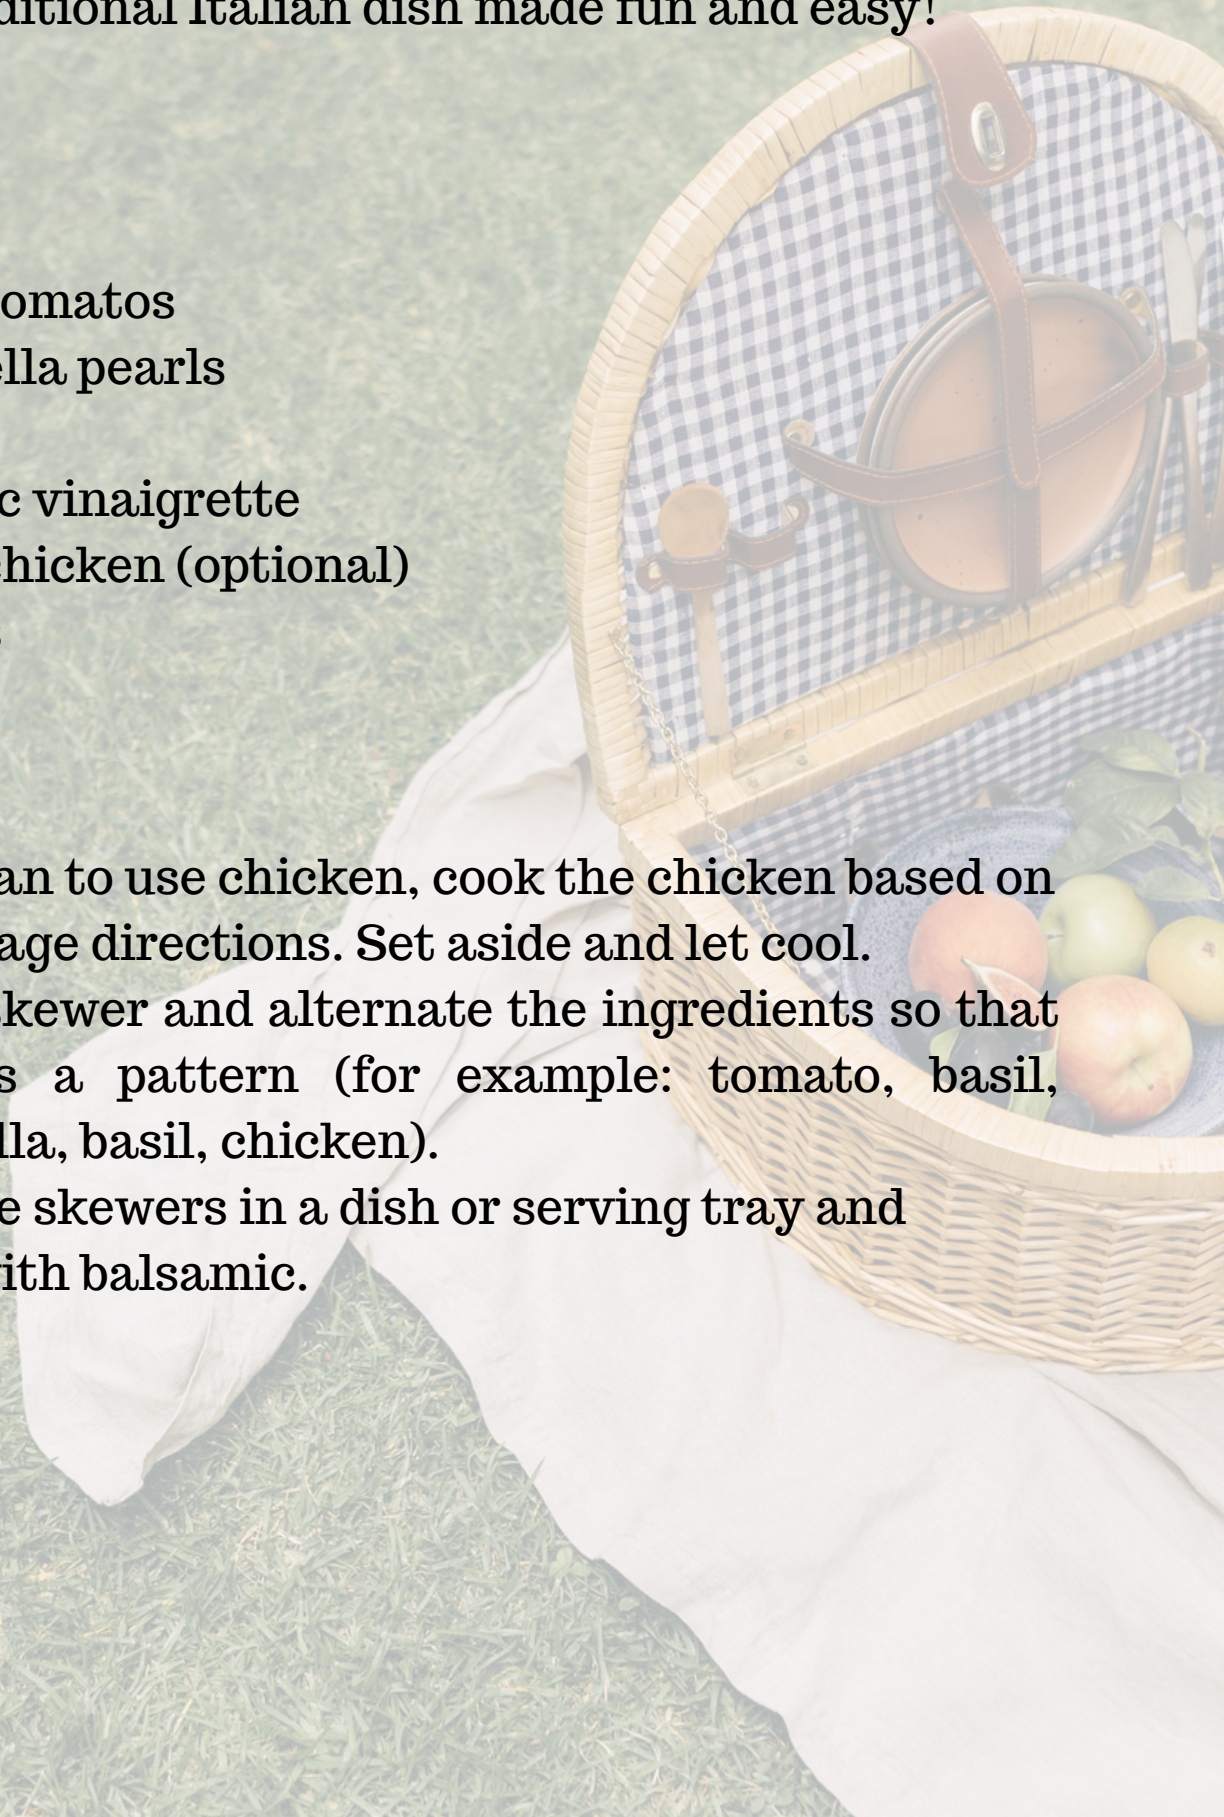 ditional Italian dish made fun and easy!
omatos
ella pearls
c vinaigrette
chicken (optional)
an to use chicken, cook the chicken based on
age directions. Set aside and let cool.
skewer and alternate the ingredients so that
s a pattern (for example: tomato, basil,
lla, basil, chicken).
e skewers in a dish or serving tray and
ith balsamic.